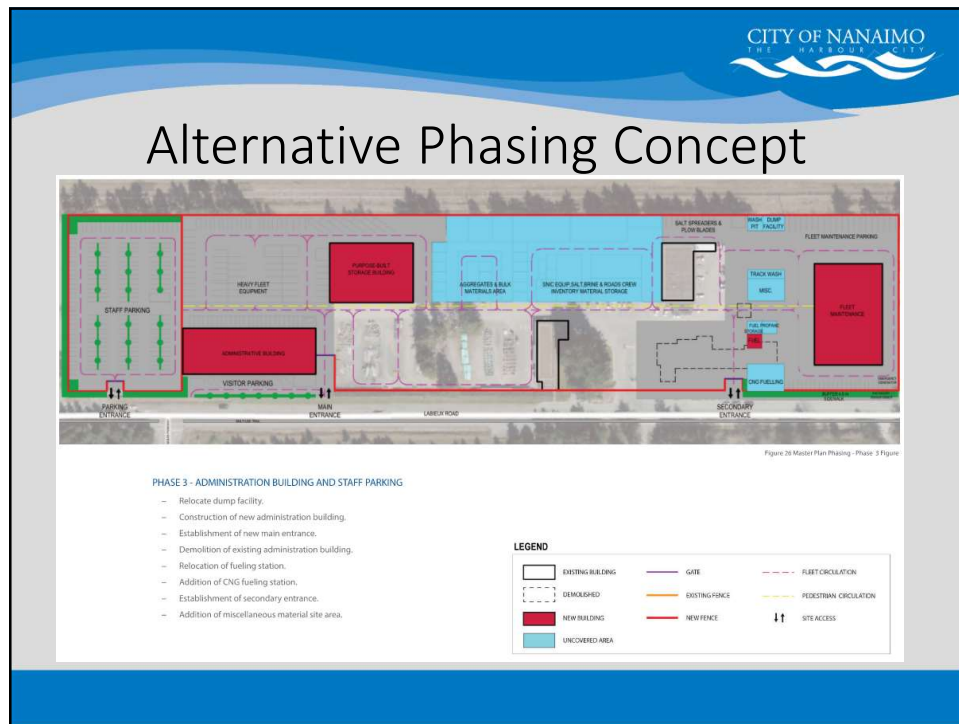 CITY OF NANAIMO
THE HARBOUR CITY
Alternative Phasing Concept
SALT SPREADERS &
PLOW BLADES
WASH DUMP
PIT FACILITY
FLEET MAINTENANCE PARKING
PURPOSE BUILT
STORAGE BUILDING
HEAVY FLEET
EQUIPMENT
AGGREGATES & BULK
MATERIALS AREA
SNIC EQUIP, SALT, BRINE & ROADS CREW
INVENTORY MATERIAL STORAGE
TRACK WASH
MISC.
STAFF PARKING
FLEET
MAINTENANCE
FUEL PROPANE
STORAGE
FUEL
ADMINISTRATIVE BUILDING
CNG FUELLING
VISITOR PARKING
PARKING
ENTRANCE
MAIN
ENTRANCE
LABIEUX ROAD
SECONDARY
ENTRANCE
Figure 26 Master Plan Phasing - Phase 3 Figure
PHASE 3 - ADMINISTRATION BUILDING AND STAFF PARKING
– Relocate dump facility.
– Construction of new administration building.
– Establishment of new main entrance.
– Demolition of existing administration building.
– Relocation of fueling station.
– Addition of CNG fueling station.
– Establishment of secondary entrance.
– Addition of miscellaneous material site area.
LEGEND
EXISTING BUILDING
GATE
FLEET CIRCULATION
DEMOLISHED
EXISTING FENCE
PEDESTRIAN CIRCULATION
NEW BUILDING
NEW FENCE
SITE ACCESS
UNCOVERED AREA